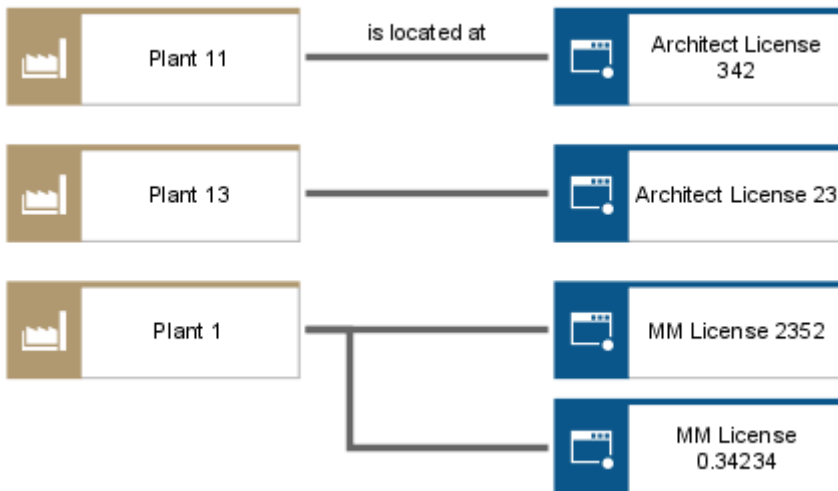 Plant 11
is located at
Architect License
342
Plant 13
Architect License 23
Plant 1
MM License 2352
MM License
0.34234